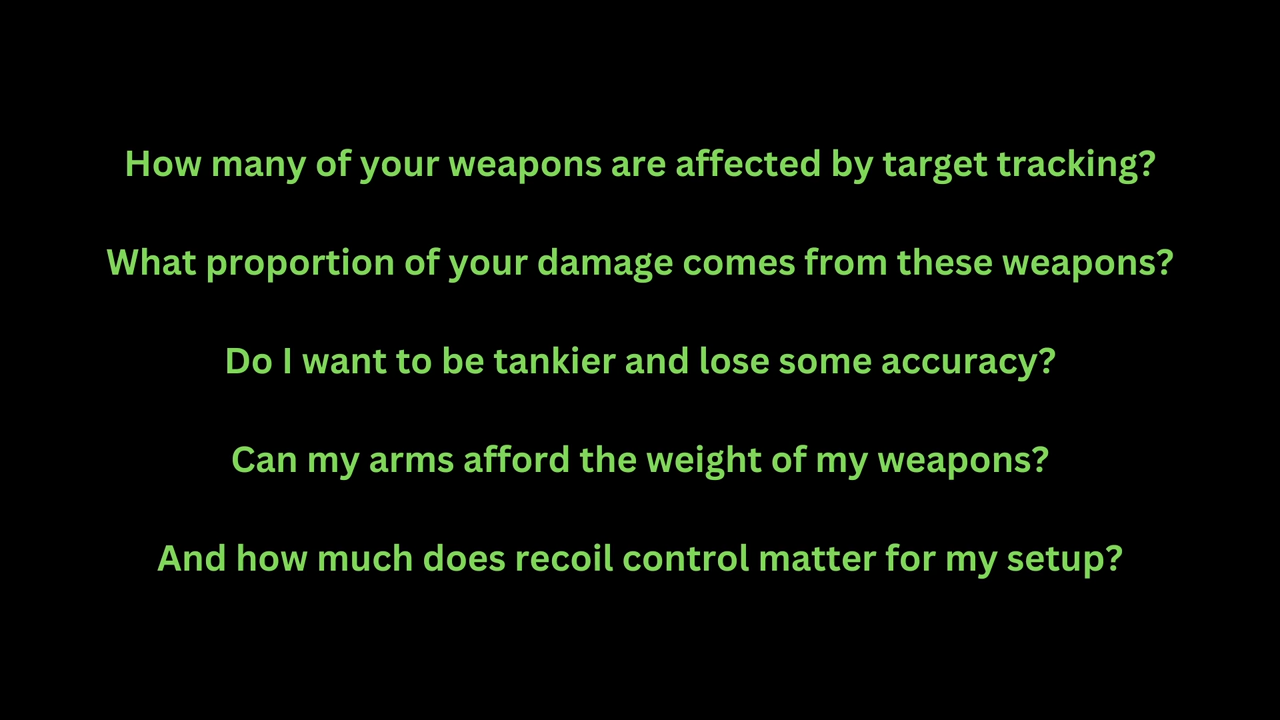 How many of your weapons are affected by target tracking?
What proportion of your damage comes from these weapons?
Do I want to be tankier and lose some accuracy?
Can my arms afford the weight of my weapons?
And how much does recoil control matter for my setup?